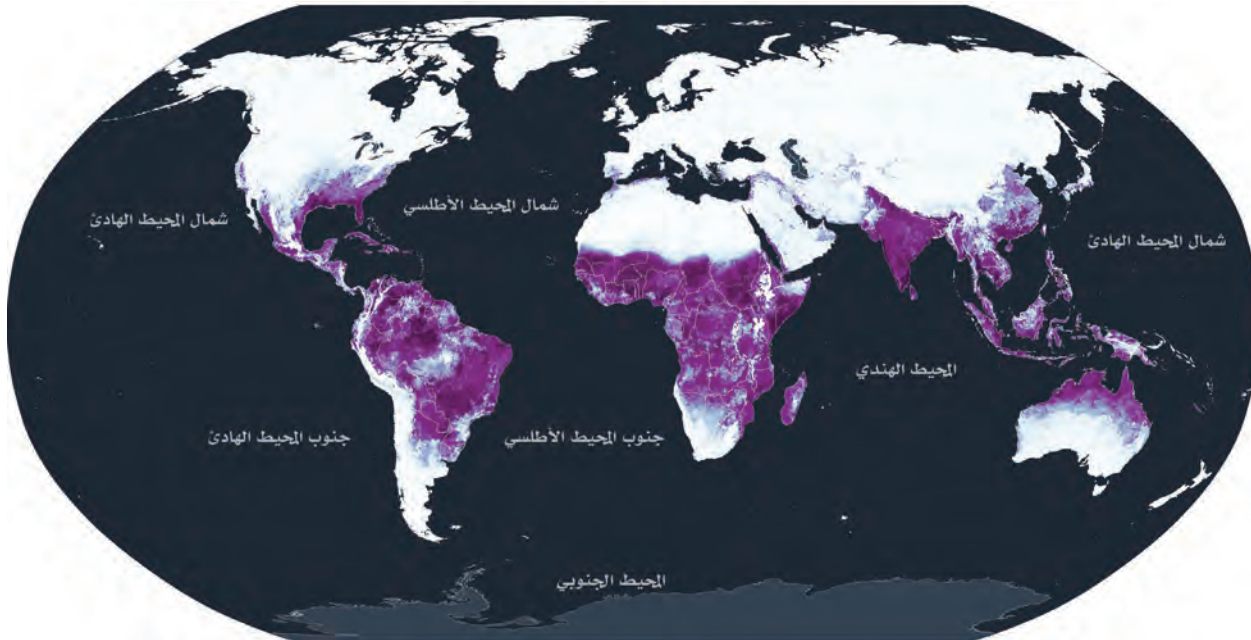 شمال المحيط الأطلسي
شمال المحيط الهادئ
شمال المحيط الهادئ
المحيط الهندي
جنوب المحيط الهادئ
جنوب المحيط الأطلسي
المحيط الجنوبي